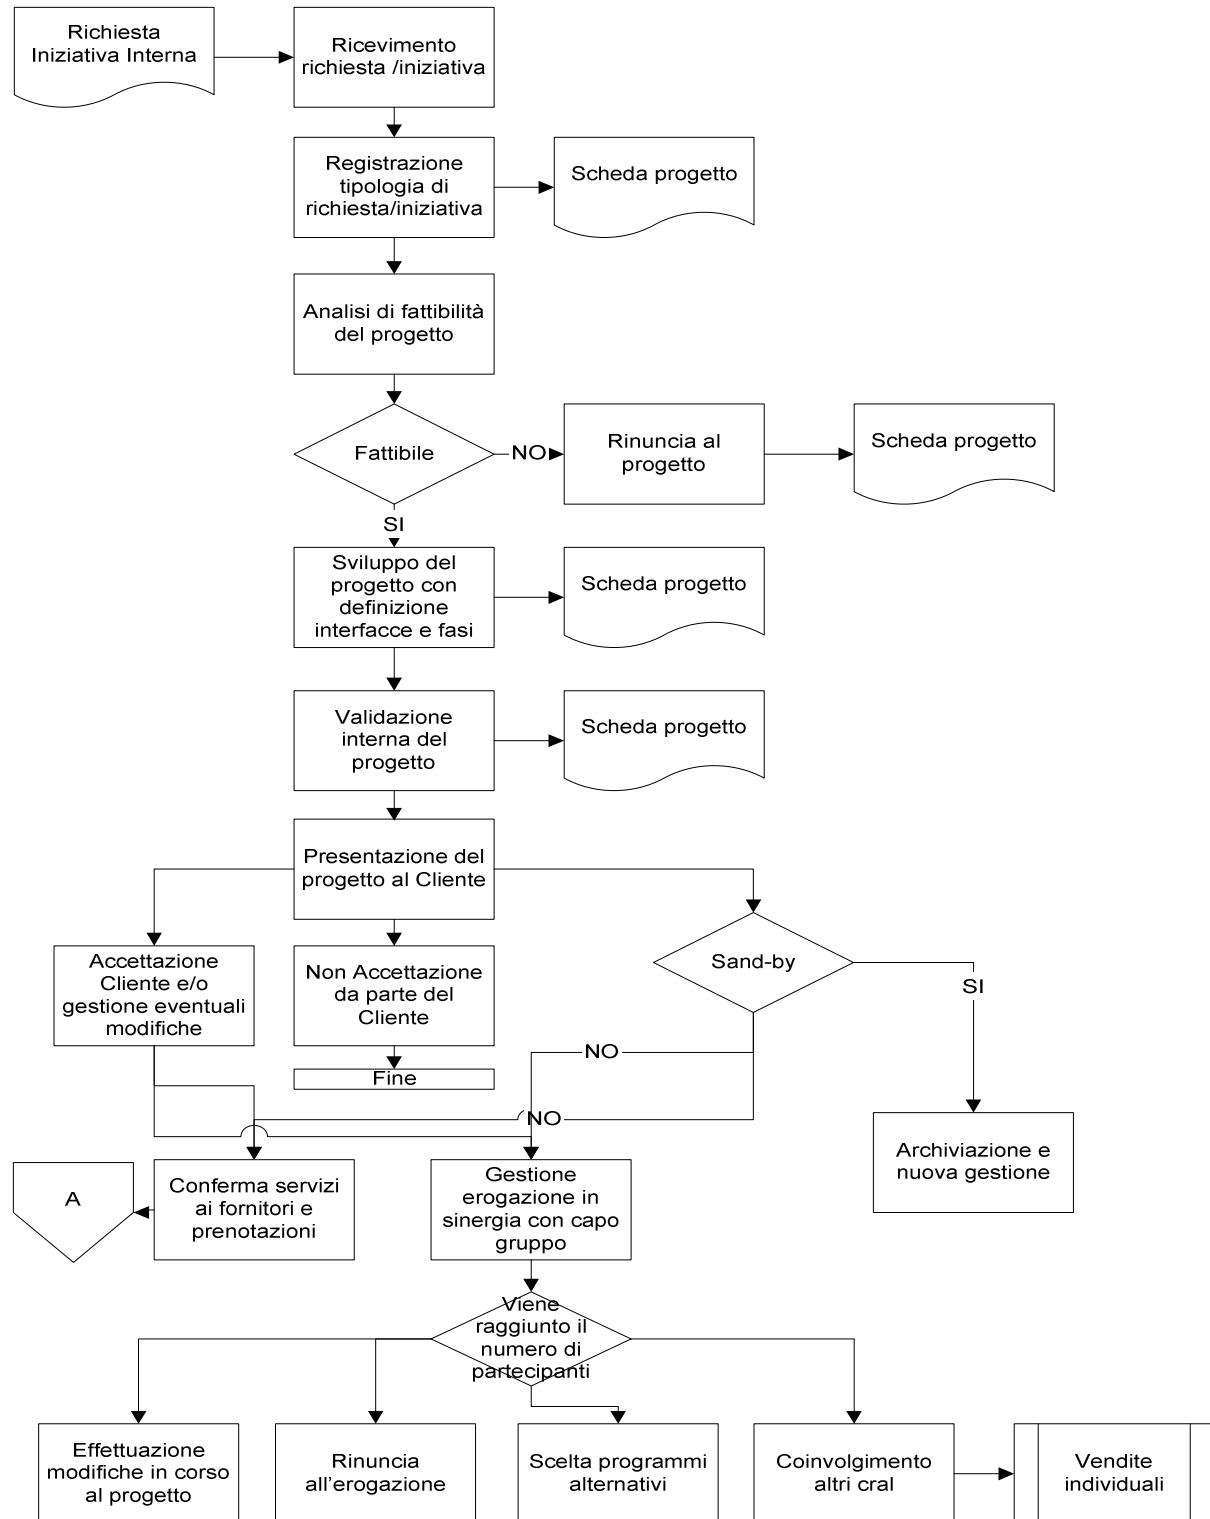 Richiesta
Iniziativa Interna
Ricevimento
richiesta /iniziativa
Registrazione
tipologia di
richiesta/iniziativa
Scheda progetto
Analisi di fattibilità
del progetto
Fattibile
NO
Rinuncia al
progetto
Scheda progetto
SI
Sviluppo del
progetto con
definizione
interfacce e fasi
Scheda progetto
Validazione
interna del
progetto
Scheda progetto
Presentazione del
progetto al Cliente
Accettazione
Cliente e/o
gestione eventuali
modifiche
Non Accettazione
da parte del
Cliente
Sand-by
SI
NO
Fine
NO
Archiviazione e
nuova gestione
A
Conferma servizi
ai fornitori e
prenotazioni
Gestione
erogazione in
sinergia con capo
gruppo
Viene
raggiunto il
numero di
partecipanti
Effettuazione
modifiche in corso
al progetto
Rinuncia
all'erogazione
Scelta programmi
alternativi
Coinvolgimento
altri cral
Vendite
individuali